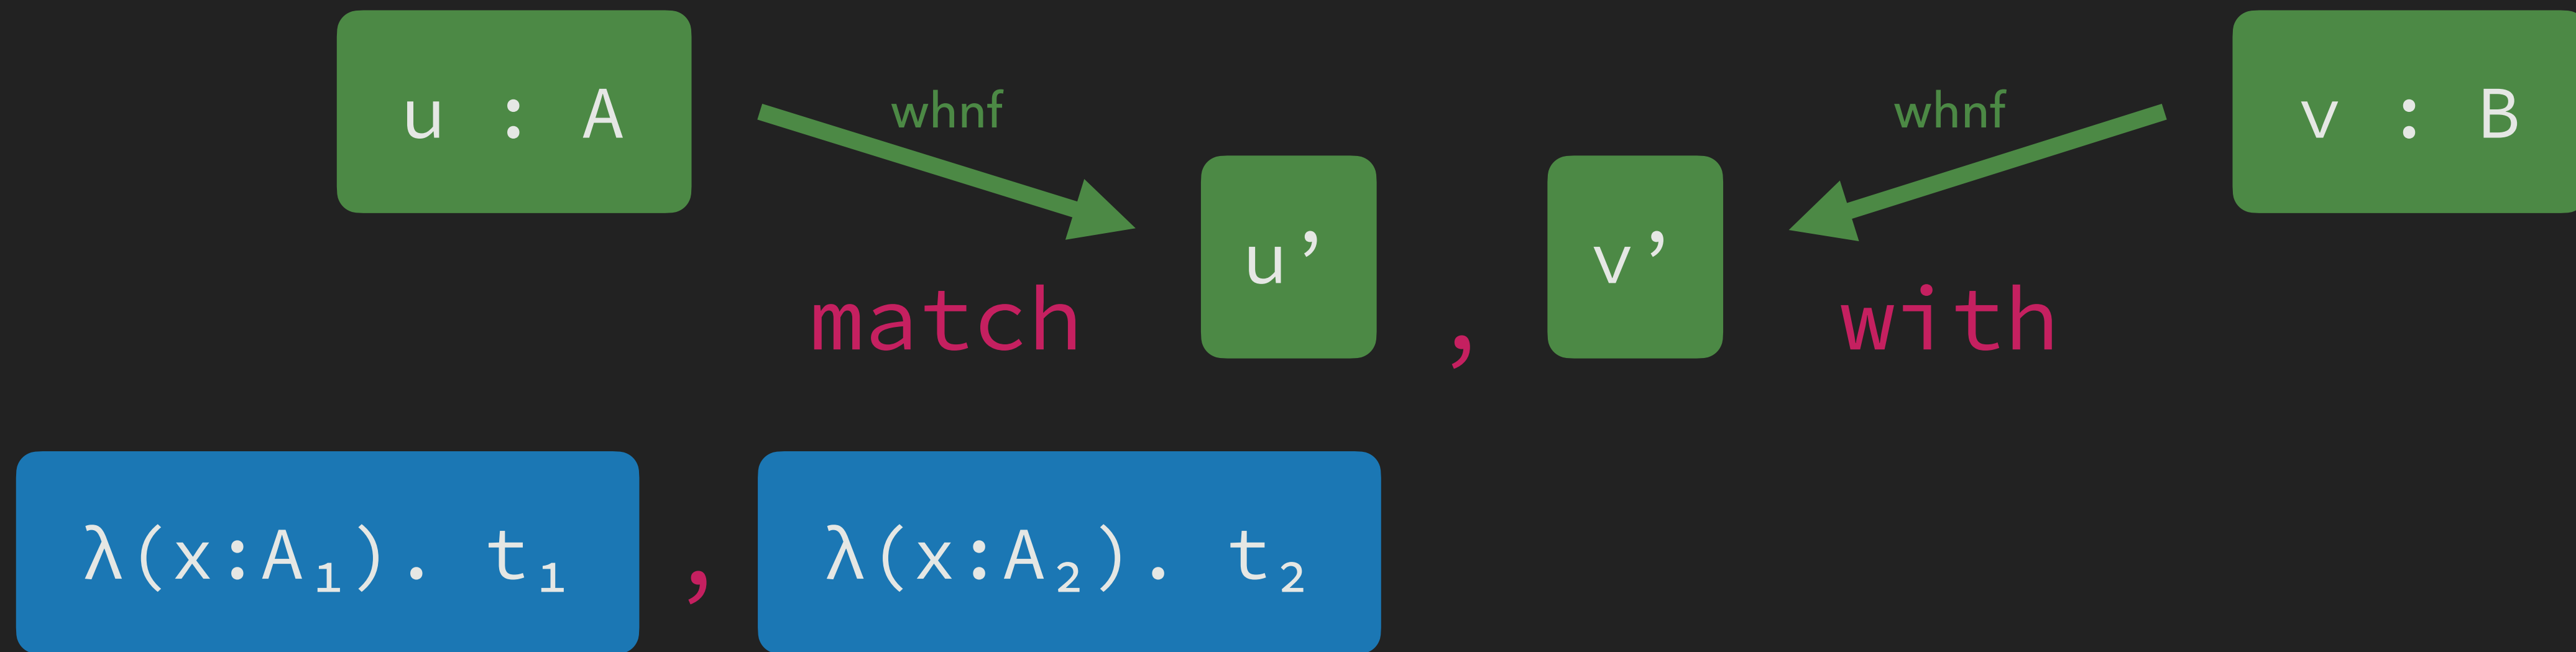 u : A
whnf
whnf
v : B
match u’ , v’ with
λ(x:A₁). t₁ , λ(x:A₂). t₂